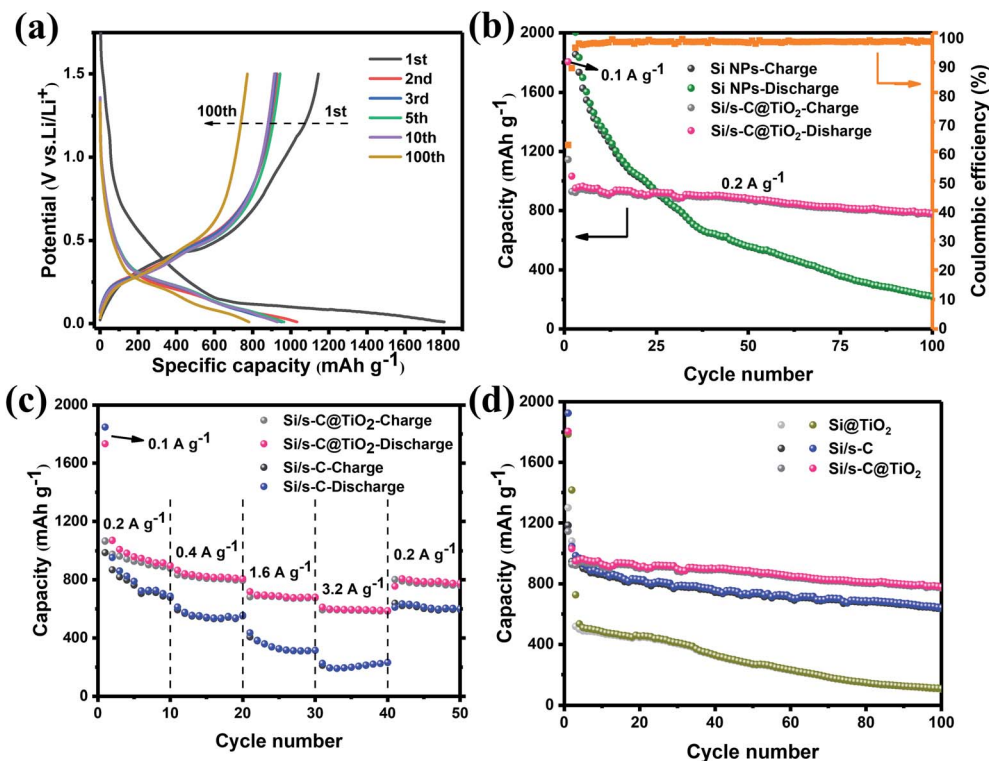 (a)
Potential (V vs.Li/Li+
1.5
1.0
0.5
0.0
0 200 400 600 800 1000 1200 1400 1600 1800
Specific capacity (mAh g-1)
1st
2nd
3rd
5th
10th
100th
100th
1st
(b)
Capacity (mAh g-1)
2000
1600
1200
800
400
0
0 25 50 75 100
Cycle number
100
90
80
70
60
50
40
30
20
10
0
Coulombic efficiency (%)
0.1 A g-1
Si NPs-Charge
Si NPs-Discharge
Si/s-C@TiO2-Charge
Si/s-C@TiO2-Disharge
0.2 A g-1
(c)
Capacity (mAh g-1)
2000
1600
1200
800
400
0
0 10 20 30 40 50
Cycle number
Si/s-C@TiO2-Charge
Si/s-C@TiO2-Discharge
Si/s-C-Charge
Si/s-C-Discharge
0.1 A g-1
0.2 A g-1
0.4 A g-1
1.6 A g-1
3.2 A g-1
0.2 A g-1
(d)
Capacity (mAh g-1)
2000
1600
1200
800
400
0
0 20 40 60 80 100
Cycle number
Si@TiO2
Si/s-C
Si/s-C@TiO2